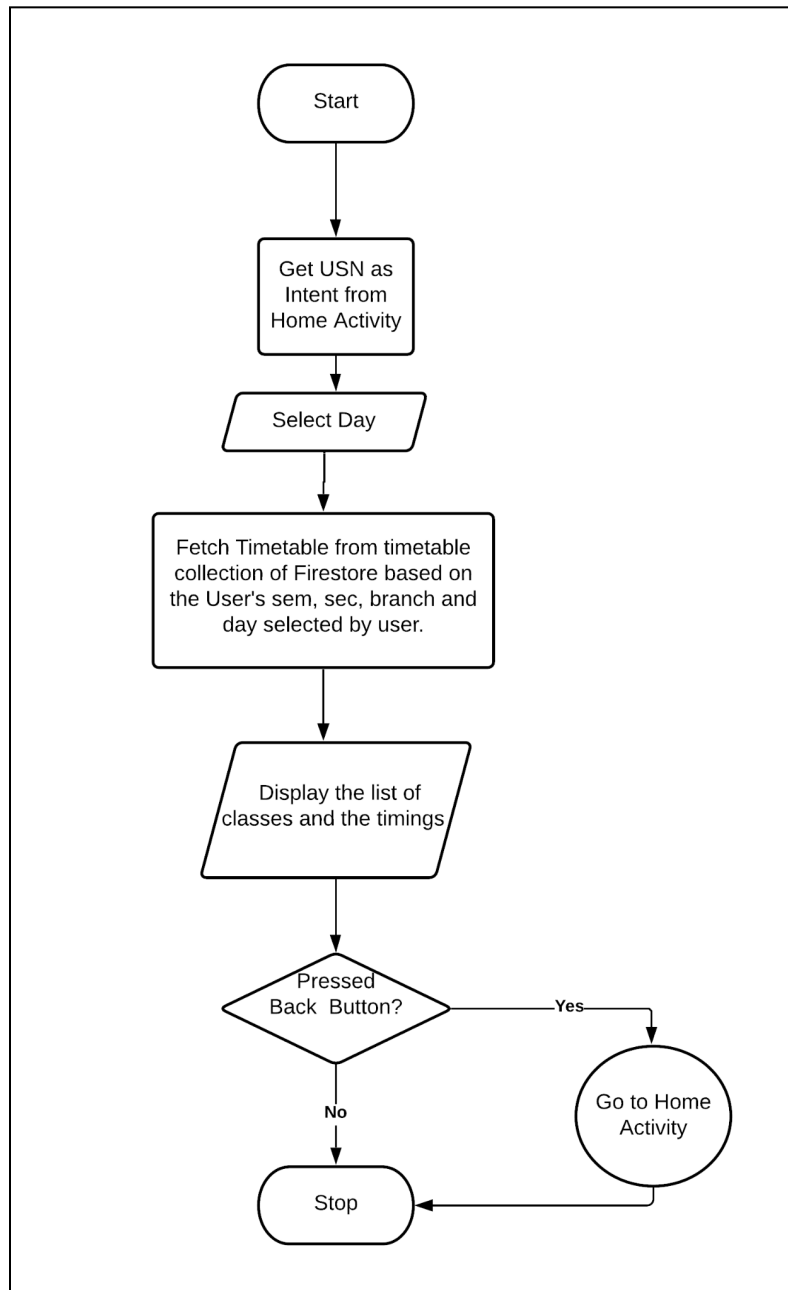 Start
Get USN as
Intent from
Home Activity
Select Day
Fetch Timetable from timetable
collection of Firestore based on
the User's sem, sec, branch and
day selected by user.
Display the list of
classes and the timings
Pressed
Back Button?
Yes
Go to Home
Activity
No
Stop